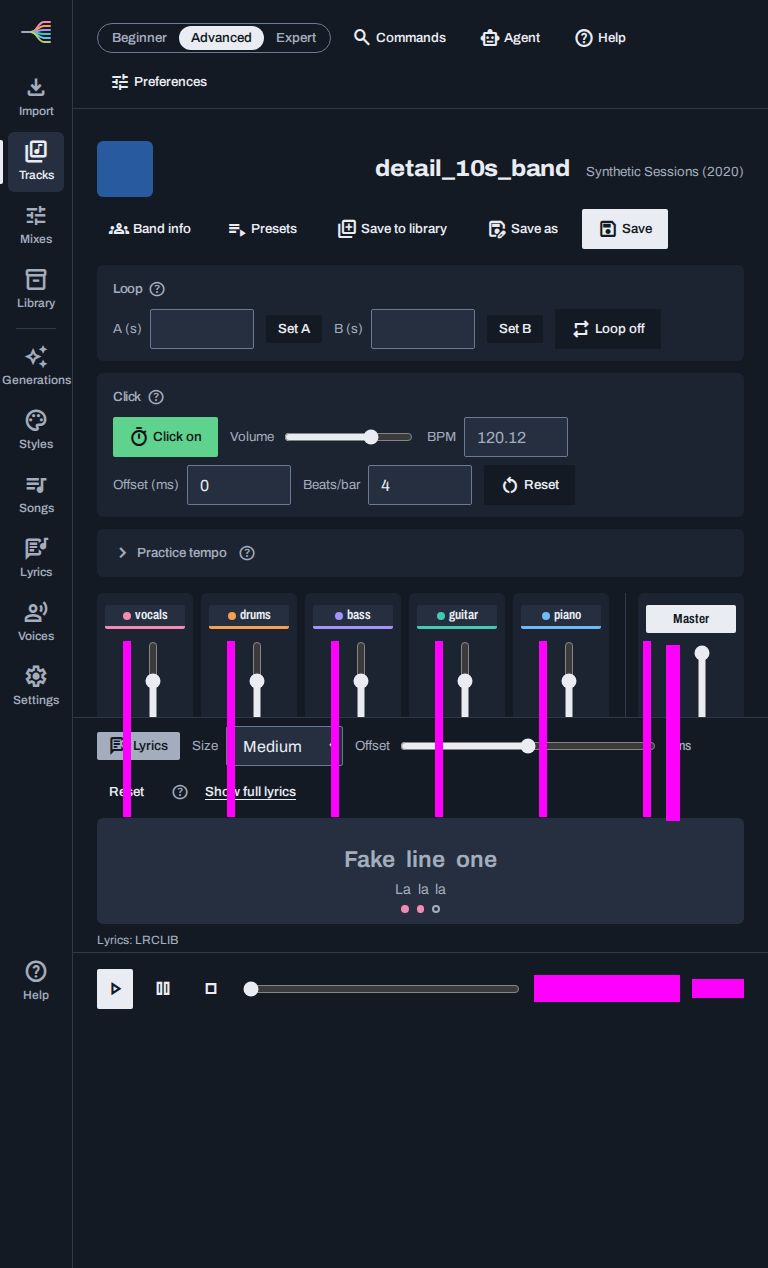 Beginner Advanced Expert Commands Agent Help
Preferences
Import
Tracks
Mixes
Library
Generations
Styles
Songs
Lyrics
Voices
Settings
Help
detail_10s_band Synthetic Sessions (2020)
Band info Presets Save to library Save as Save
Loop
A (s) Set A B (s) Set B Loop off
Click
Click on Volume BPM 120.12
Offset (ms) 0 Beats/bar 4 Reset
Practice tempo
vocals drums bass guitar piano Master
Lyrics Size Medium Offset
Reset Show full lyrics
Fake line one
La la la
Lyrics: LRCLIB